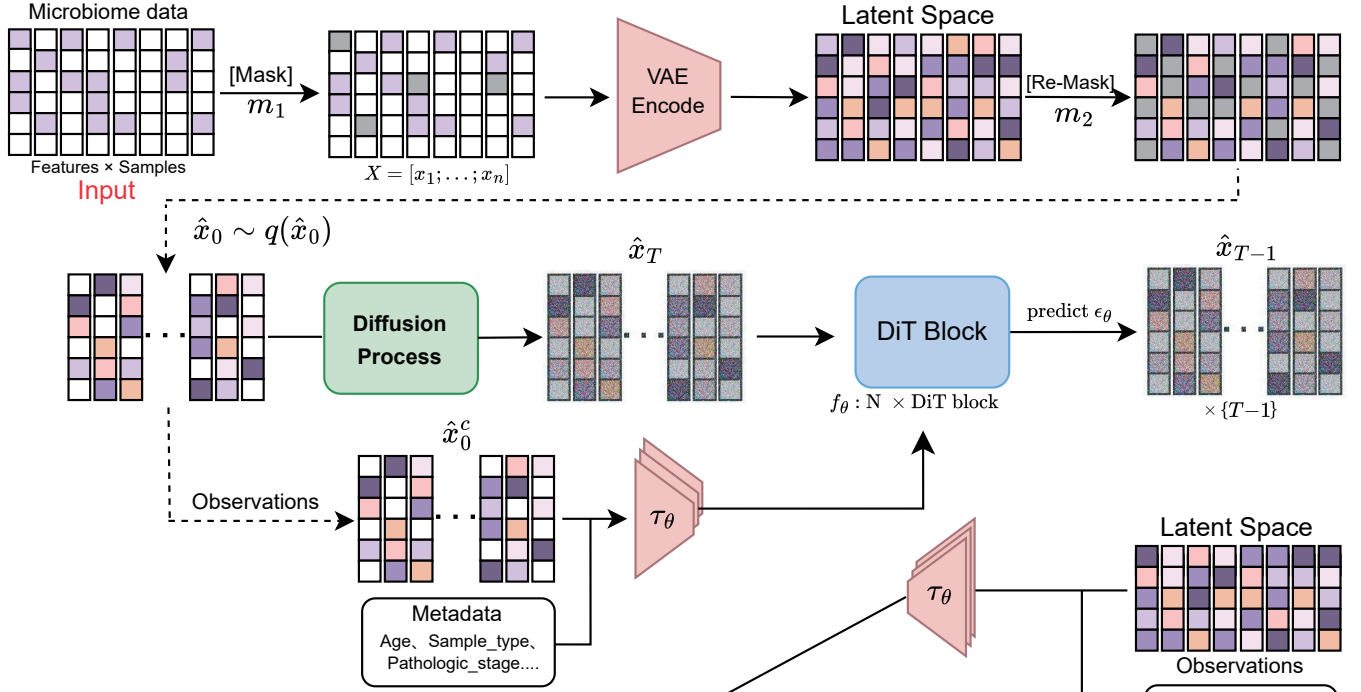 Microbiome data
[Mask]
m₁
Features × Samples
Input
X = [x₁; . . . ; xₙ]
VAE
Encode
Latent Space
[Re-Mask]
m₂
x̂₀ ∼ q(x̂₀)
Diffusion
Process
x̂_T
DiT Block
f_θ : N × DiT block
predict ϵ_θ
x̂_{T−1}
× {T−1}
Observations
x̂₀ᶜ
τ_θ
Metadata
Age、Sample_type、
Pathologic_stage....
τ_θ
Latent Space
Observations